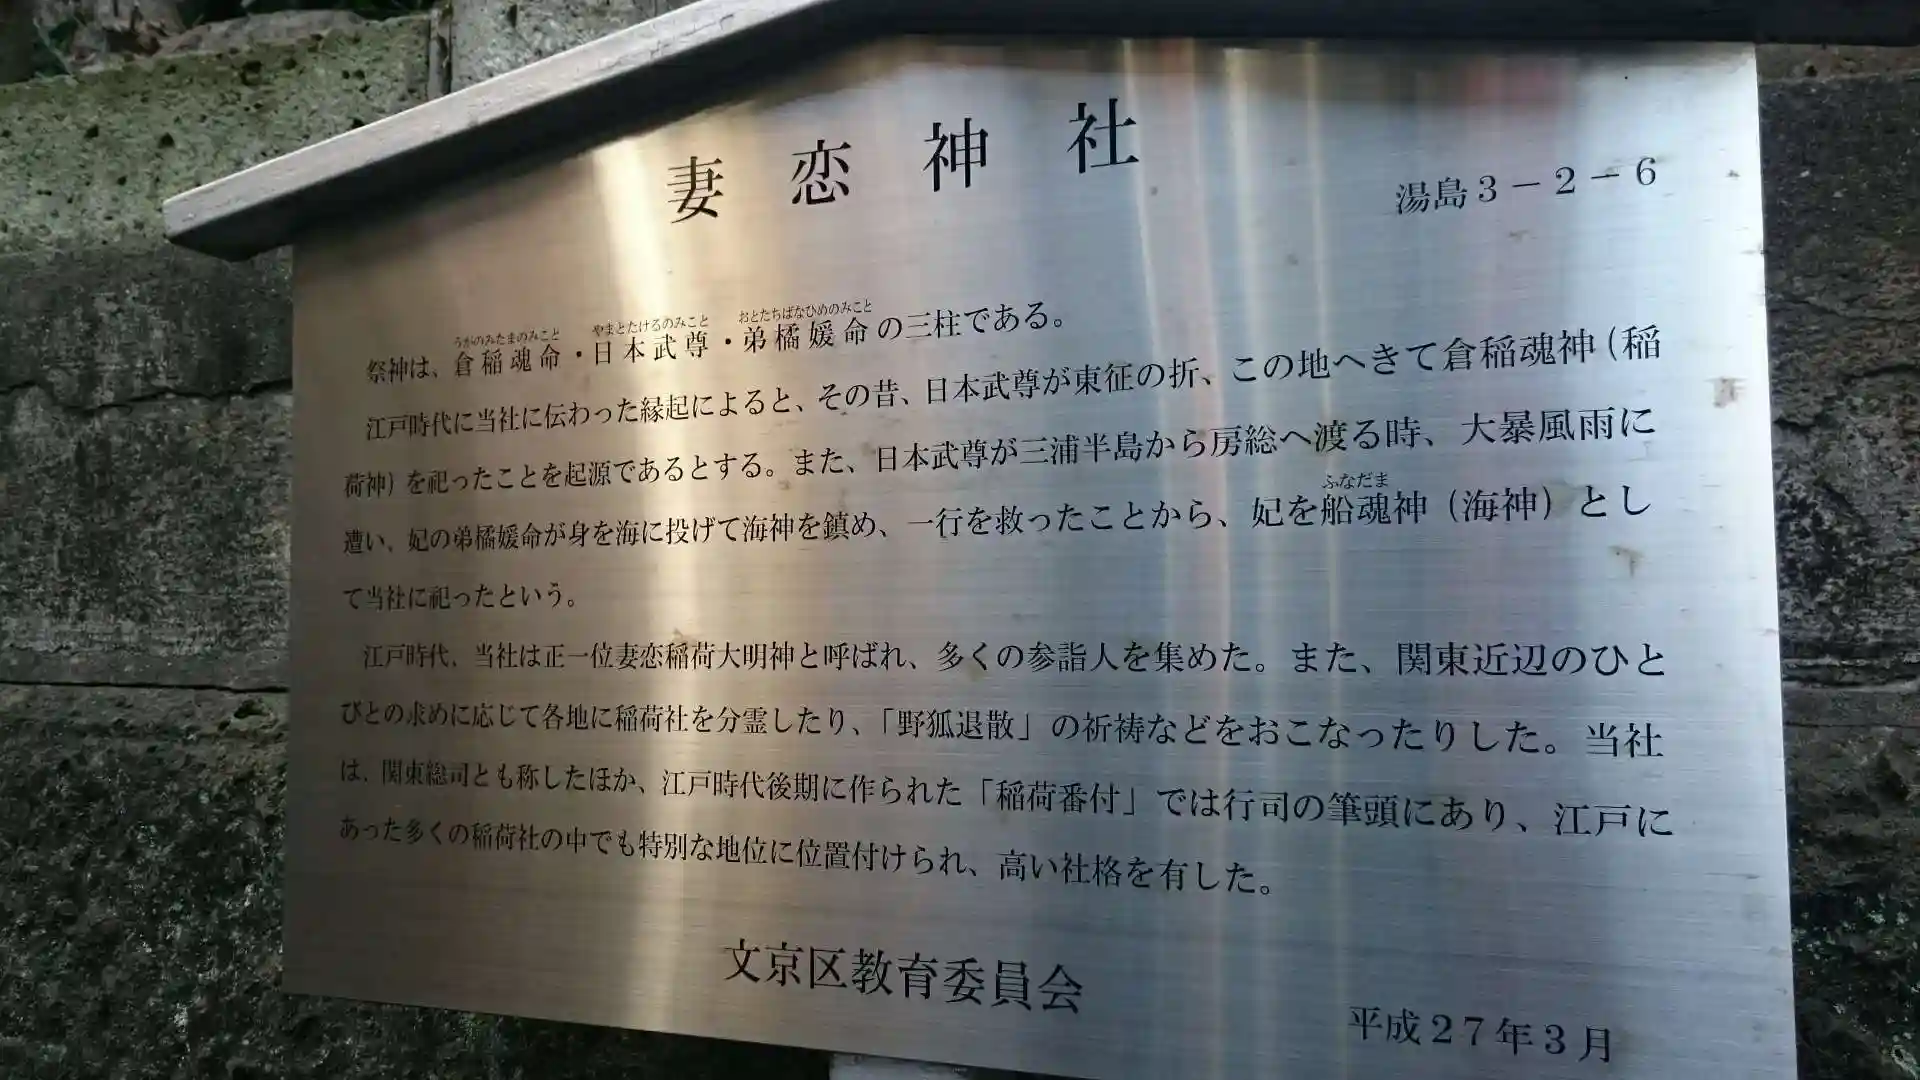 妻恋神社
湯島3-2-6
うかのみたまのみこと やまとたけるのみこと おとたちばなひめのみこと
祭神は、倉稲魂命・日本武尊・弟橘媛命の三柱である。
江戸時代に当社に伝わった縁起によると、その昔、日本武尊が東征の折、この地へきて倉稲魂神（稲
荷神）を祀ったことを起源であるとする。また、日本武尊が三浦半島から房総へ渡る時、大暴風雨に
ふなだま
遭い、妃の弟橘媛命が身を海に投げて海神を鎮め、一行を救ったことから、妃を船魂神（海神）とし
て当社に祀ったという。
江戸時代、当社は正一位妻恋稲荷大明神と呼ばれ、多くの参詣人を集めた。また、関東近辺のひと
びとの求めに応じて各地に稲荷社を分霊したり、「野狐退散」の祈祷などをおこなったりした。当社
は、関東総司とも称したほか、江戸時代後期に作られた「稲荷番付」では行司の筆頭にあり、江戸に
あった多くの稲荷社の中でも特別な地位に位置付けられ、高い社格を有した。
文京区教育委員会
平成27年3月